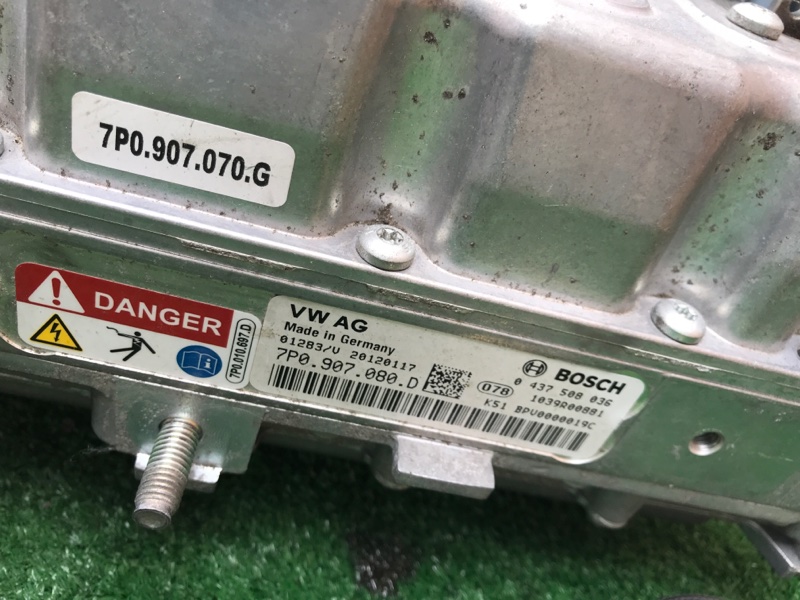 7P0.907.070.G
DANGER
7P0.010.697.D
VW AG
Made in Germany
01283/V 20120117
7P0.907.080.D
078
BOSCH
0 437 508 036
1039R00881
K51 BPV0000019C